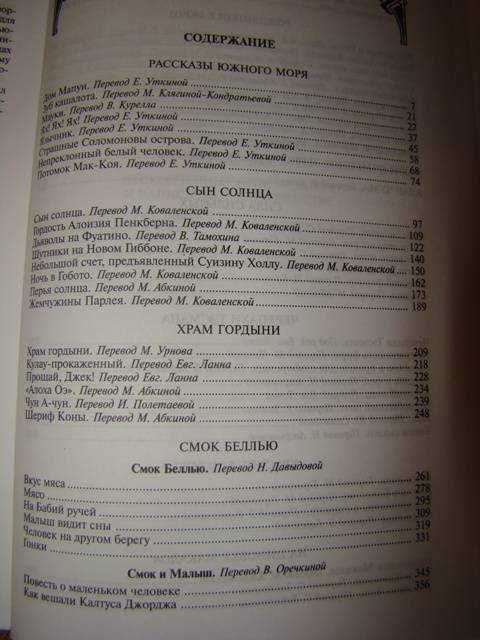 СОДЕРЖАНИЕ
РАССКАЗЫ ЮЖНОГО МОРЯ
Дом Мапуи. Перевод Е. Уткиной 7
Зуб кашалота. Перевод М. Клягиной-Кондратьевой 21
Мауки. Перевод В. Курелла 27
Ях! Ях! Ях! Перевод Е. Уткиной 37
Язычник. Перевод Е. Уткиной 45
Страшные Соломоновы острова. Перевод Е. Уткиной 58
Непреклонный белый человек. Перевод Е. Уткиной 68
Потомок Мак-Коя. Перевод Е. Уткиной 74
СЫН СОЛНЦА
Сын солнца. Перевод М. Коваленской 97
Гордость Алоизия Пенкберна. Перевод М. Коваленской 109
Дьяволы на Фуатино. Перевод В. Тамохина 122
Шутники на Новом Гиббоне. Перевод М. Коваленской 140
Небольшой счет, предъявленный Суизину Холлу. Перевод М. Коваленской 150
Ночь в Гобото. Перевод М. Коваленской 162
Перья солнца. Перевод М. Абкиной 173
Жемчужины Парлея. Перевод М. Коваленской 189
ХРАМ ГОРДЫНИ
Храм гордыни. Перевод М. Урнова 209
Кулау-прокаженный. Перевод Евг. Ланна 218
Прощай, Джек! Перевод Евг. Ланна 228
«Алоха Оэ». Перевод М. Абкиной 234
Чун А-чун. Перевод И. Полетаевой 239
Шериф Коны. Перевод М. Абкиной 248
СМОК БЕЛЛЬЮ
Смок Белью. Перевод Н. Давыдовой
Вкус мяса 261
Мясо 278
На Бабий ручей 295
Малыш видит сны 309
Человек на другом берегу 319
Гонки 331
Смок и Малыш. Перевод В. Оречкиной
Повесть о маленьком человеке 345
Как вешали Калтуса Джорджа 356